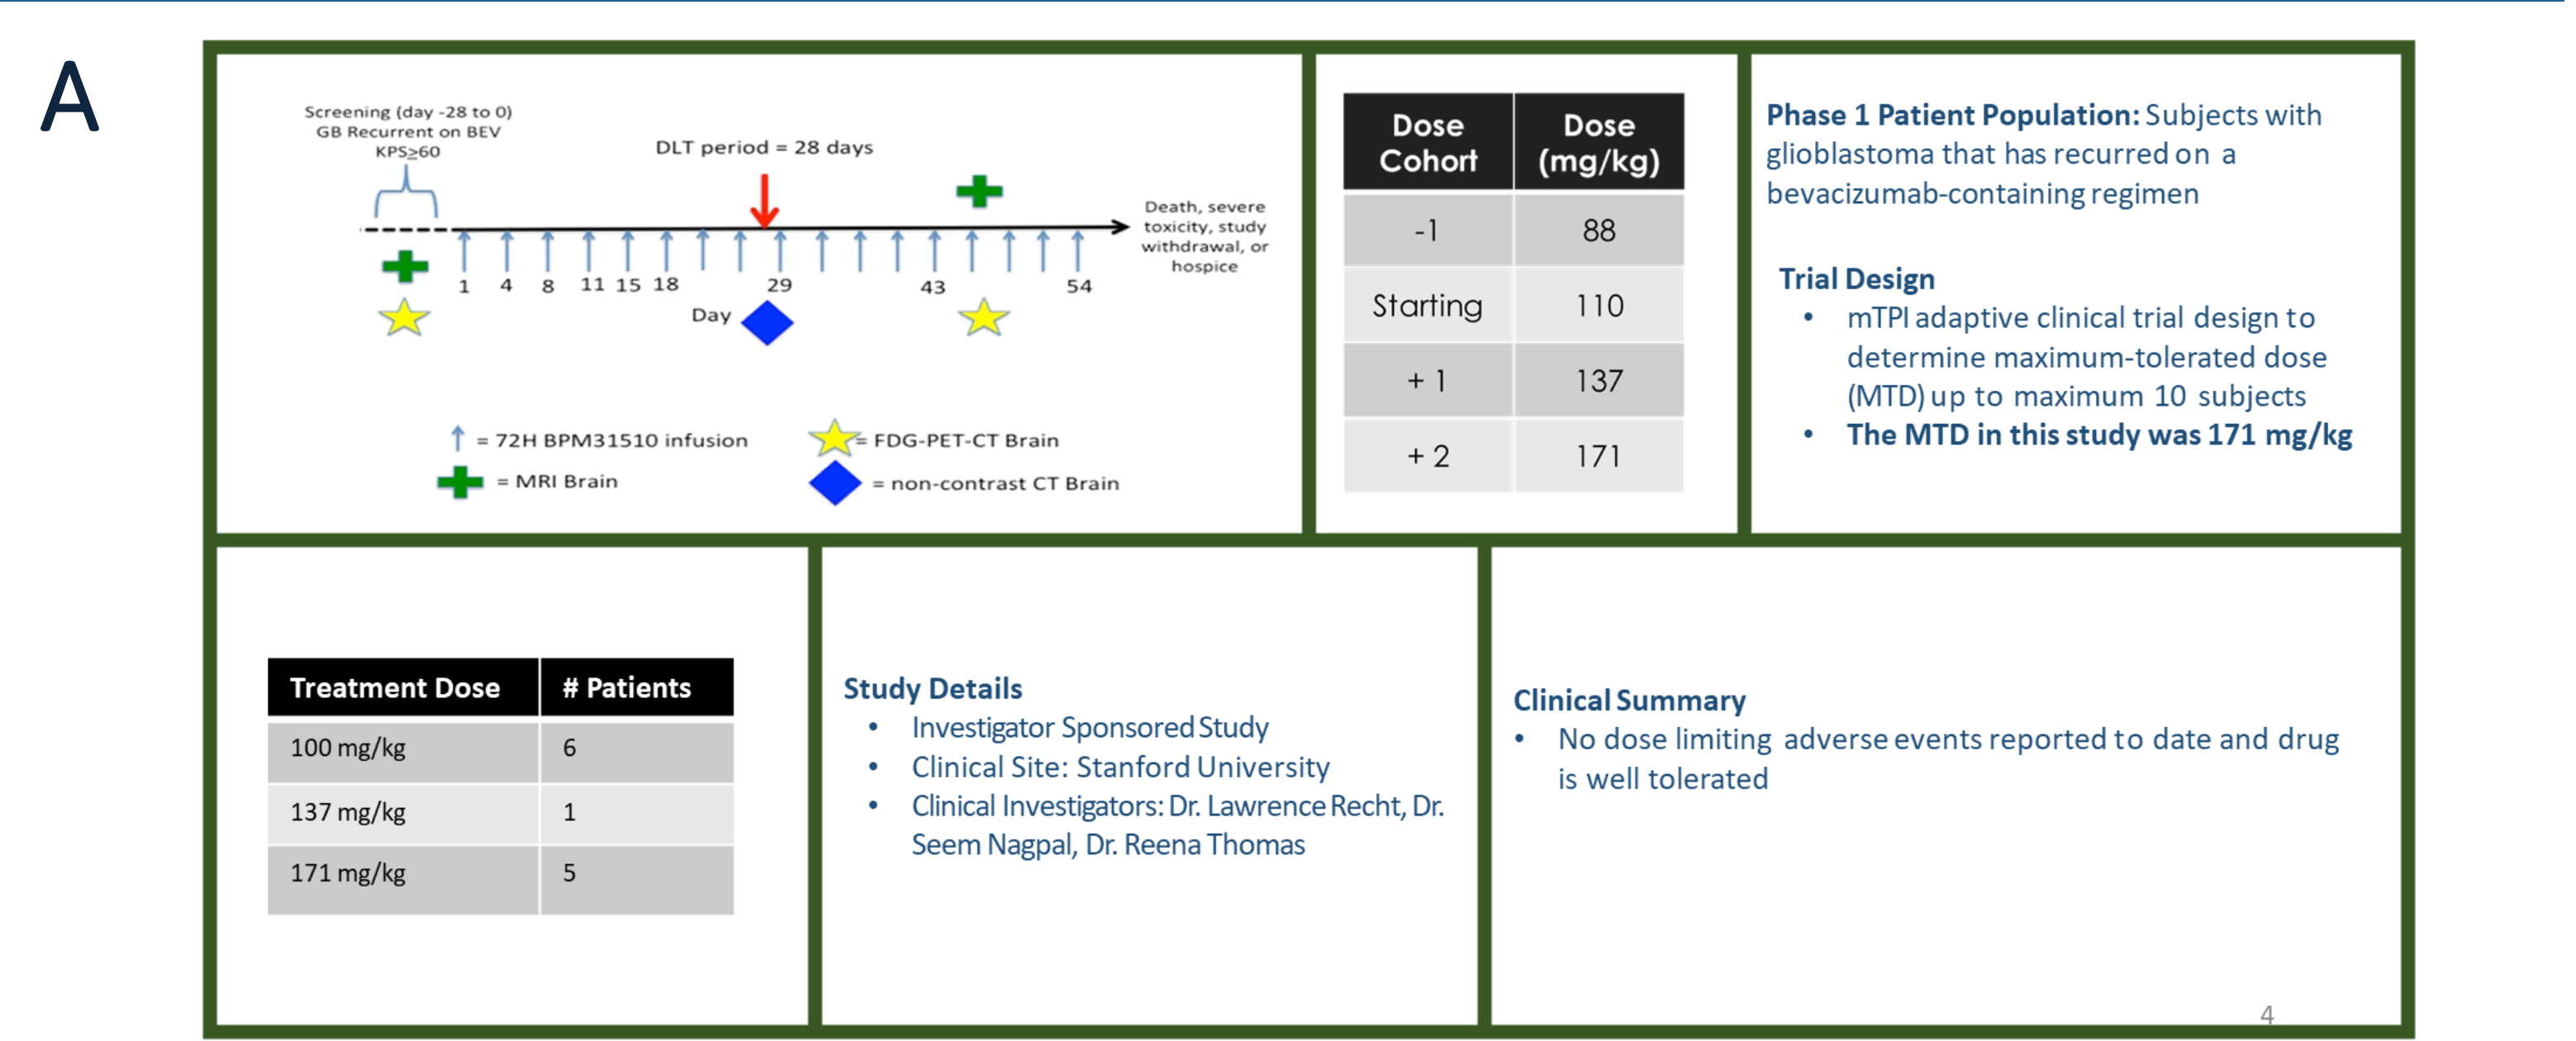 A
Screening (day -28 to 0)
GB Recurrent on BEV
KPS≥60
DLT period = 28 days
Death, severe
toxicity, study
withdrawal, or
hospice
1 4 8 11 15 18 29 43 54
Day
= 72H BPM31510 infusion
= FDG-PET-CT Brain
= MRI Brain
= non-contrast CT Brain
Dose Cohort Dose (mg/kg)
-1 88
Starting 110
+ 1 137
+ 2 171
Phase 1 Patient Population: Subjects with
glioblastoma that has recurred on a
bevacizumab-containing regimen
Trial Design
• mTPI adaptive clinical trial design to
determine maximum-tolerated dose
(MTD) up to maximum 10 subjects
• The MTD in this study was 171 mg/kg
Treatment Dose # Patients
100 mg/kg 6
137 mg/kg 1
171 mg/kg 5
Study Details
• Investigator Sponsored Study
• Clinical Site: Stanford University
• Clinical Investigators: Dr. Lawrence Recht, Dr.
Seem Nagpal, Dr. Reena Thomas
Clinical Summary
• No dose limiting adverse events reported to date and drug
is well tolerated
4